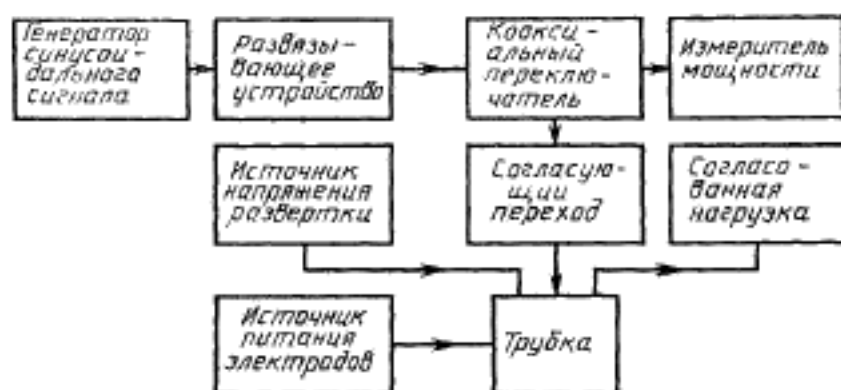 Генератор
синусои-
дального
сигнала
Развязы-
вающее
устройство
Коакси-
альный
переклю-
чатель
Измеритель
мощности
Источник
напряжения
развертки
Согласую-
щии
переход
Согласо-
ванная
нагрузка
Источник
питания
электродов
Трубка